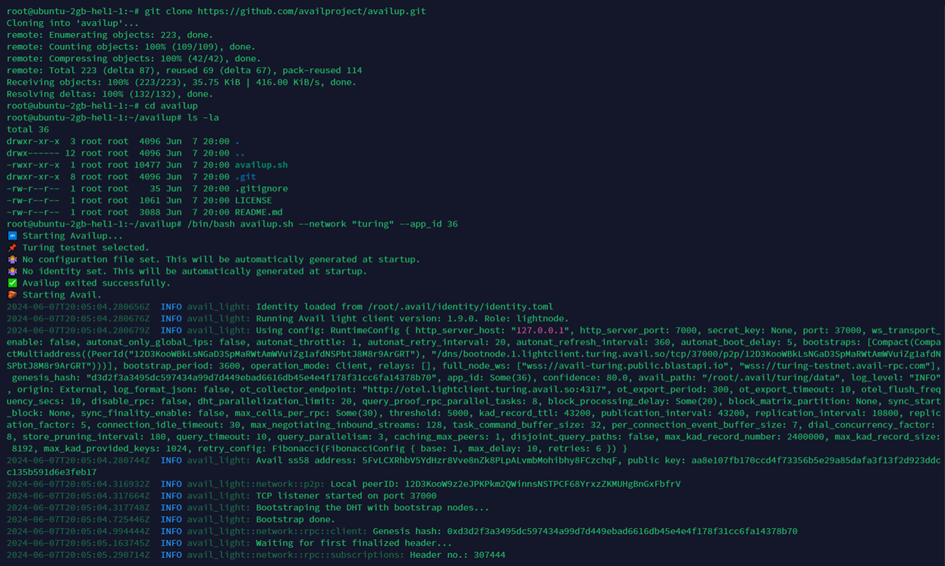 root@ubuntu-2gb-hel1-1:~# git clone https://github.com/availproject/availup.git
Cloning into 'availup'...
remote: Enumerating objects: 223, done.
remote: Counting objects: 100% (109/109), done.
remote: Compressing objects: 100% (42/42), done.
remote: Total 223 (delta 87), reused 69 (delta 67), pack-reused 114
Receiving objects: 100% (223/223), 35.75 KiB | 416.00 KiB/s, done.
Resolving deltas: 100% (132/132), done.
root@ubuntu-2gb-hel1-1:~# cd availup
root@ubuntu-2gb-hel1-1:~/availup# ls -la
total 36
drwxr-xr-x  3 root root  4096 Jun  7 20:00 .
drwx------ 12 root root  4096 Jun  7 20:00 ..
-rwxr-xr-x  1 root root 10477 Jun  7 20:00 availup.sh
drwxr-xr-x  8 root root  4096 Jun  7 20:00 .git
-rw-r--r--  1 root root    35 Jun  7 20:00 .gitignore
-rw-r--r--  1 root root  1061 Jun  7 20:00 LICENSE
-rw-r--r--  1 root root  3088 Jun  7 20:00 README.md
root@ubuntu-2gb-hel1-1:~/availup# /bin/bash availup.sh --network "turing" --app_id 36
Starting Availup...
Turing testnet selected.
No configuration file set. This will be automatically generated at startup.
No identity set. This will be automatically generated at startup.
Availup exited successfully.
Starting Avail.
2024-06-07T20:05:04.280656Z  INFO avail_light: Identity loaded from /root/.avail/identity/identity.toml
2024-06-07T20:05:04.280676Z  INFO avail_light: Running Avail light client version: 1.9.0. Role: lightnode.
2024-06-07T20:05:04.280679Z  INFO avail_light: Using config: RuntimeConfig { http_server_host: "127.0.0.1", http_server_port: 7000, secret_key: None, port: 37000, ws_transport_
enable: false, autonat_only_global_ips: false, autonat_throttle: 1, autonat_retry_interval: 20, autonat_refresh_interval: 360, autonat_boot_delay: 5, bootstraps: [Compact(Compa
ctMultiaddress((PeerId("12D3KooWBkLsNGaD3SpMaRWtAmWVuiZg1afdNSPbtJ8M8r9ArGRT"), "/dns/bootnode.1.lightclient.turing.avail.so/tcp/37000/p2p/12D3KooWBkLsNGaD3SpMaRWtAmWVuiZg1afdN
SPbtJ8M8r9ArGRT")))], bootstrap_period: 3600, operation_mode: Client, relays: [], full_node_ws: ["wss://avail-turing.public.blastapi.io", "wss://turing-testnet.avail-rpc.com"],
genesis_hash: "d3d2f3a3495dc597434a99d7d449ebad6616db45e4e4f178f31cc6fa14378b70", app_id: Some(36), confidence: 80.0, avail_path: "/root/.avail/turing/data", log_level: "INFO"
, origin: External, log_format_json: false, ot_collector_endpoint: "http://otel.lightclient.turing.avail.so:4317", ot_export_period: 300, ot_export_timeout: 10, otel_flush_freq
uency_secs: 10, disable_rpc: false, dht_parallelization_limit: 20, query_proof_rpc_parallel_tasks: 8, block_processing_delay: Some(20), block_matrix_partition: None, sync_start
_block: None, sync_finality_enable: false, max_cells_per_rpc: Some(30), threshold: 5000, kad_record_ttl: 43200, publication_interval: 43200, replication_interval: 10800, replic
ation_factor: 5, connection_idle_timeout: 30, max_negotiating_inbound_streams: 128, task_command_buffer_size: 32, per_connection_event_buffer_size: 7, dial_concurrency_factor:
8, store_pruning_interval: 180, query_timeout: 10, query_parallelism: 3, caching_max_peers: 1, disjoint_query_paths: false, max_kad_record_number: 2400000, max_kad_record_size:
8192, max_kad_provided_keys: 1024, retry_config: Fibonacci(FibonacciConfig { base: 1, max_delay: 10, retries: 6 }) }
2024-06-07T20:05:04.280744Z  INFO avail_light: Avail ss58 address: 5FvLCXRhbV5YdHzr8Vve8nZk8PLpALvmbMohibhy8FCzchqF, public key: aa8e107fb170ccd4f73356b5e29a85dafa3f13f2d923ddc
c135b591d6e3feb17
2024-06-07T20:05:04.316932Z  INFO avail_light::network::p2p: Local peerID: 12D3KooW9z2eJPKPkm2QWinnsNSTPCF68YrxzZKMUHgBnGxFbfrV
2024-06-07T20:05:04.317664Z  INFO avail_light: TCP listener started on port 37000
2024-06-07T20:05:04.317748Z  INFO avail_light: Bootstraping the DHT with bootstrap nodes...
2024-06-07T20:05:04.725446Z  INFO avail_light: Bootstrap done.
2024-06-07T20:05:04.994444Z  INFO avail_light::network::rpc::client: Genesis hash: 0xd3d2f3a3495dc597434a99d7d449ebad6616db45e4e4f178f31cc6fa14378b70
2024-06-07T20:05:05.163745Z  INFO avail_light: Waiting for first finalized header...
2024-06-07T20:05:05.290714Z  INFO avail_light::network::rpc::subscriptions: Header no.: 307444